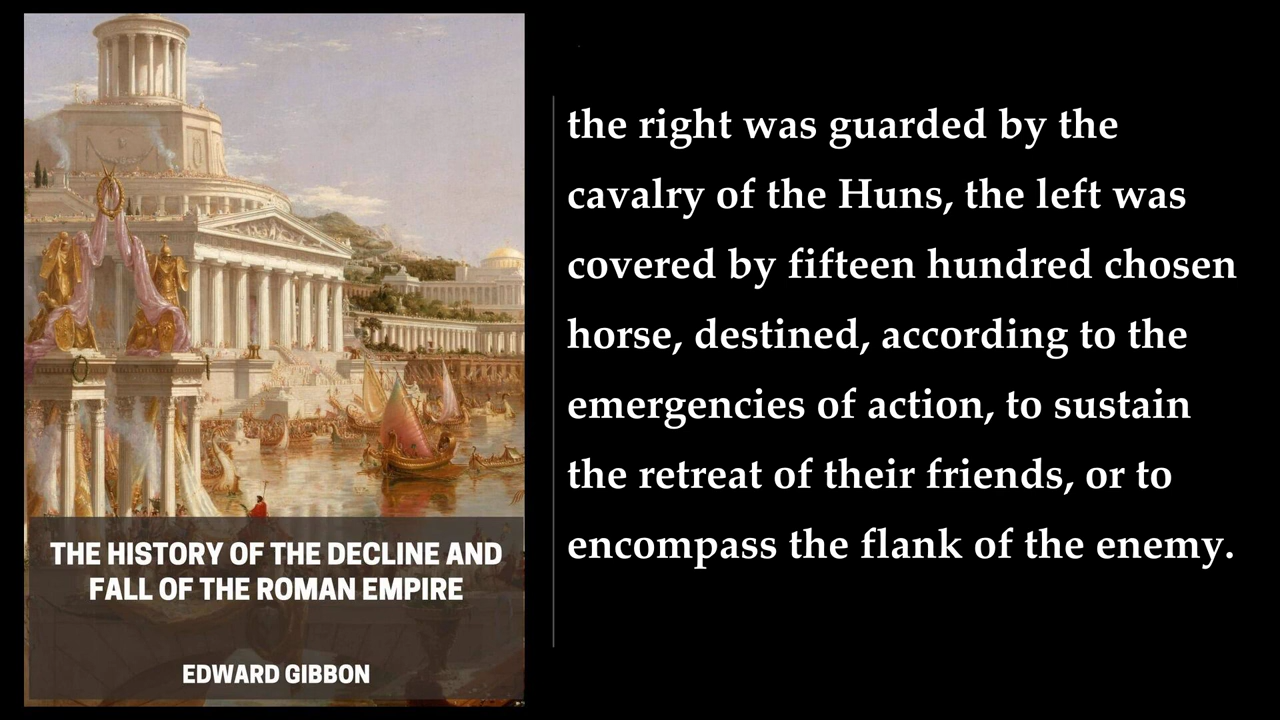 THE HISTORY OF THE DECLINE AND
FALL OF THE ROMAN EMPIRE
EDWARD GIBBON
the right was guarded by the
cavalry of the Huns, the left was
covered by fifteen hundred chosen
horse, destined, according to the
emergencies of action, to sustain
the retreat of their friends, or to
encompass the flank of the enemy.